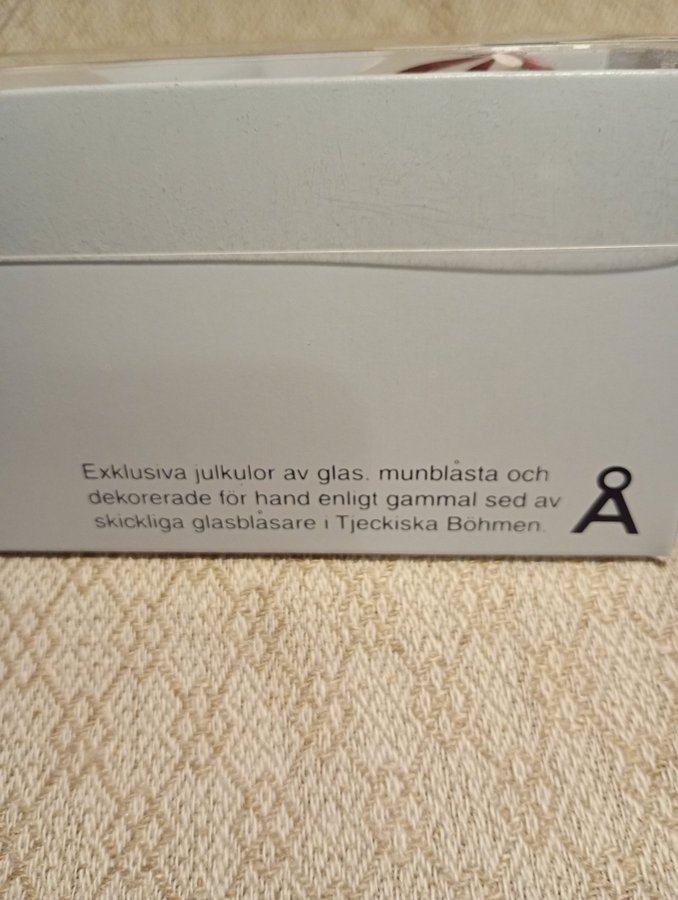 Exklusiva julkulor av glas. munblåsta och
dekorerade för hand enligt gammal sed av
skickliga glasblåsare i Tjeckiska Böhmen.
Å